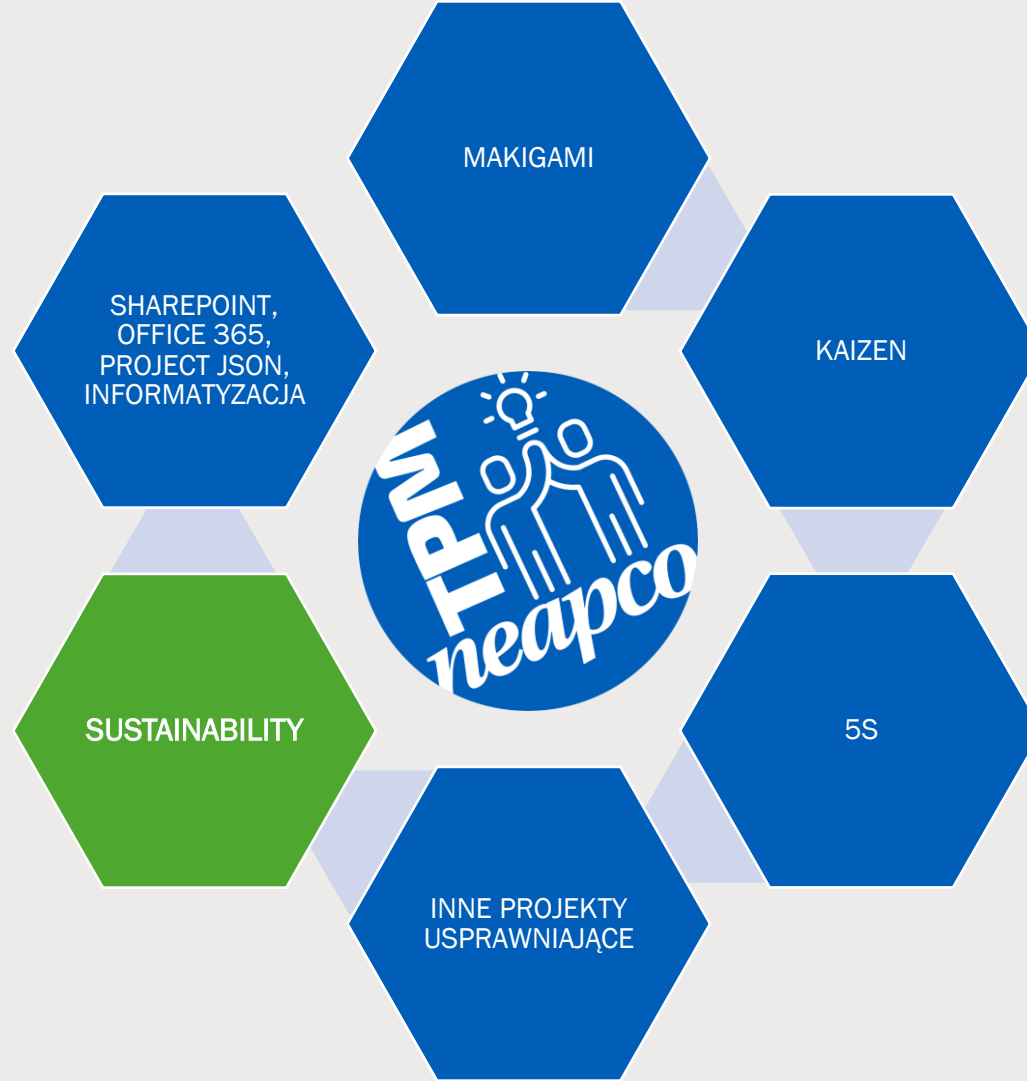 MAKIGAMI
SHAREPOINT,
OFFICE 365,
PROJECT JSON,
INFORMATYZACJA
KAIZEN
TPM
neapco
SUSTAINABILITY
5S
INNE PROJEKTY
USPRAWNIAJĄCE